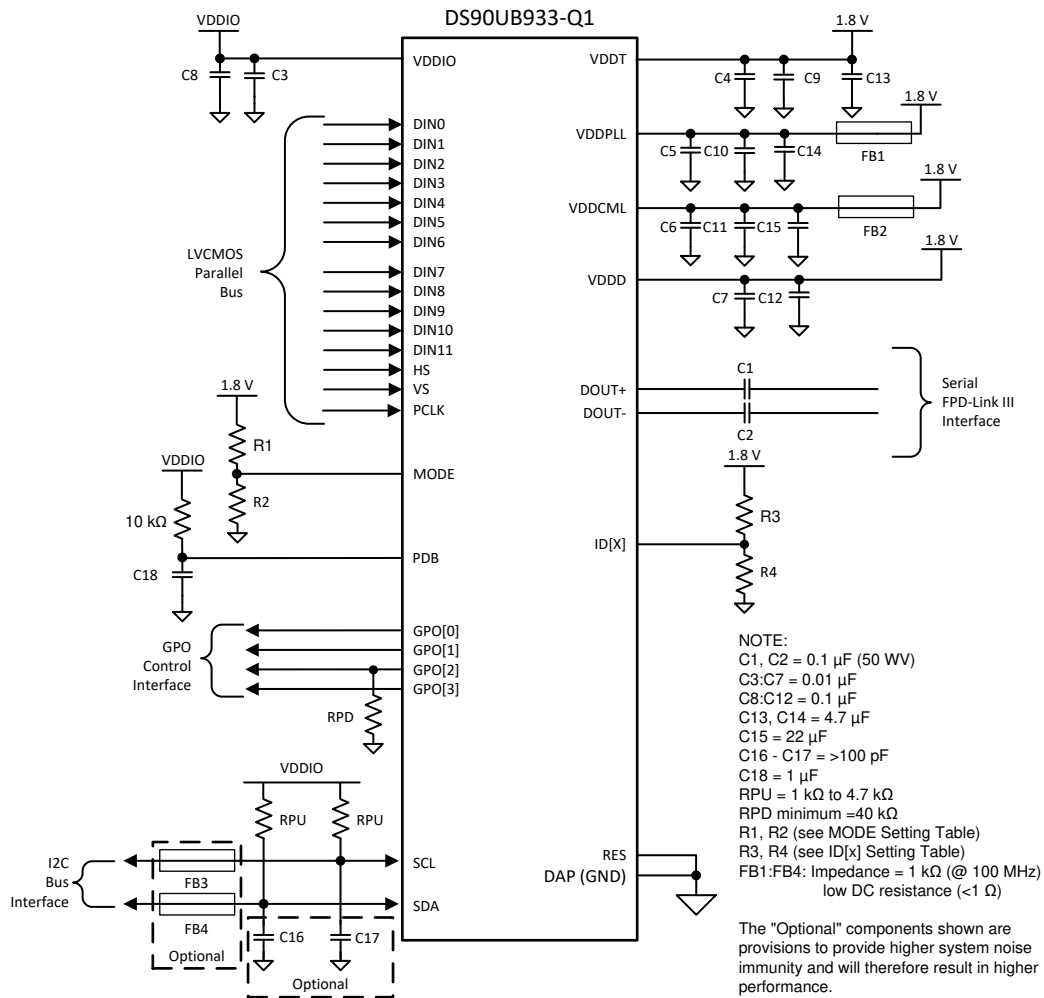 DS90UB933-Q1
VDDIO
C8
C3
VDDIO
DIN0
DIN1
DIN2
DIN3
DIN4
DIN5
DIN6
DIN7
DIN8
DIN9
DIN10
DIN11
HS
VS
PCLK
LVCMOS
Parallel
Bus
1.8 V
R1
R2
MODE
VDDIO
10 kΩ
C18
PDB
GPO[0]
GPO[1]
GPO[2]
GPO[3]
GPO
Control
Interface
RPD
VDDIO
RPU
RPU
I2C
Bus
Interface
FB3
FB4
Optional
SCL
SDA
C16
C17
Optional
1.8 V
VDDT
C4
C9
C13
1.8 V
VDDPLL
C5
C10
C14
FB1
1.8 V
VDDCML
C6
C11
C15
FB2
1.8 V
VDDD
C7
C12
C1
DOUT+
DOUT-
C2
Serial
FPD-Link III
Interface
1.8 V
R3
ID[X]
R4
RES
DAP (GND)
NOTE:
C1, C2 = 0.1 µF (50 WV)
C3:C7 = 0.01 µF
C8:C12 = 0.1 µF
C13, C14 = 4.7 µF
C15 = 22 µF
C16 - C17 = >100 pF
C18 = 1 µF
RPU = 1 kΩ to 4.7 kΩ
RPD minimum =40 kΩ
R1, R2 (see MODE Setting Table)
R3, R4 (see ID[x] Setting Table)
FB1:FB4: Impedance = 1 kΩ (@ 100 MHz)
low DC resistance (<1 Ω)
The "Optional" components shown are
provisions to provide higher system noise
immunity and will therefore result in higher
performance.